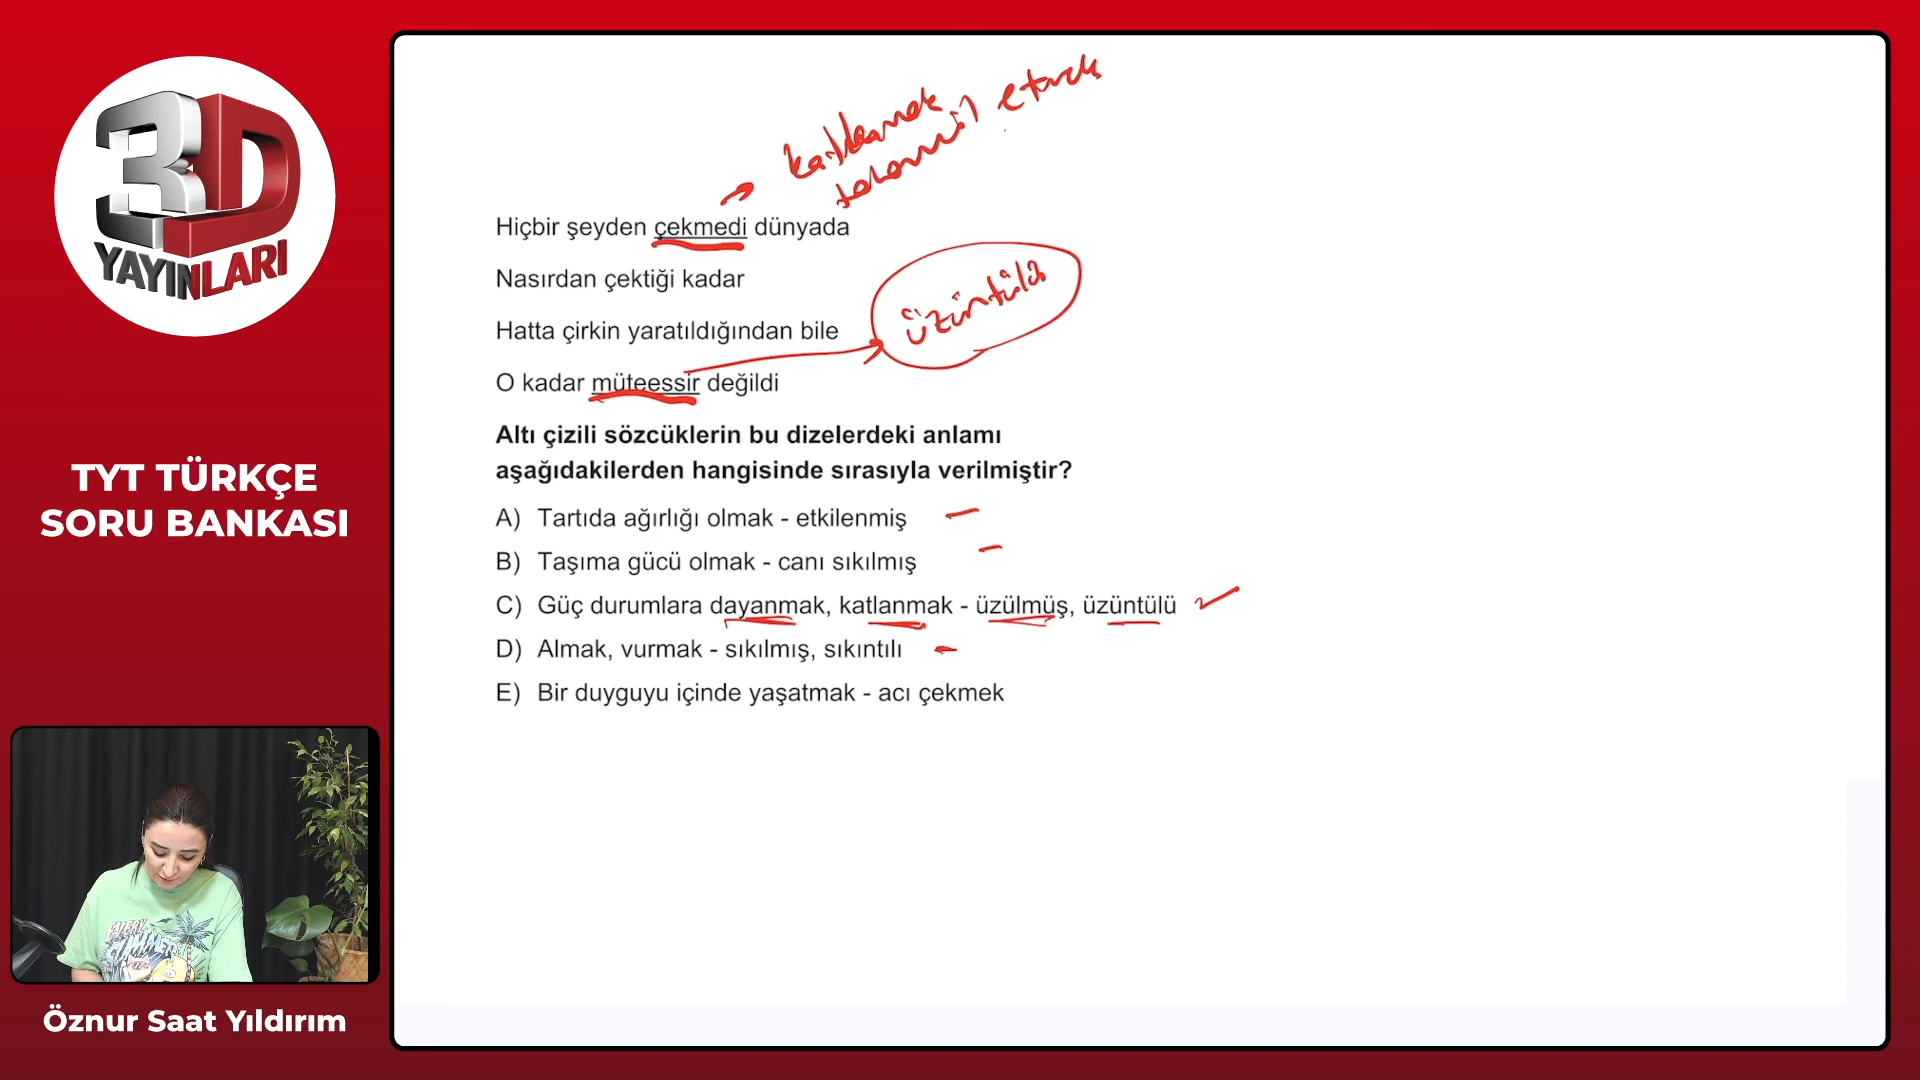 3D
YAYINLARI
TYT TÜRKÇE
SORU BANKASI
Öznur Saat Yıldırım
katlanmak
tahammül etmek
Hiçbir şeyden çekmedi dünyada
Nasırdan çektiği kadar
Hatta çirkin yaratıldığından bile
üzüntülü
O kadar müteessir değildi
Altı çizili sözcüklerin bu dizelerdeki anlamı
aşağıdakilerden hangisinde sırasıyla verilmiştir?
A) Tartıda ağırlığı olmak - etkilenmiş
B) Taşıma gücü olmak - canı sıkılmış
C) Güç durumlara dayanmak, katlanmak - üzülmüş, üzüntülü
D) Almak, vurmak - sıkılmış, sıkıntılı
E) Bir duyguyu içinde yaşatmak - acı çekmek